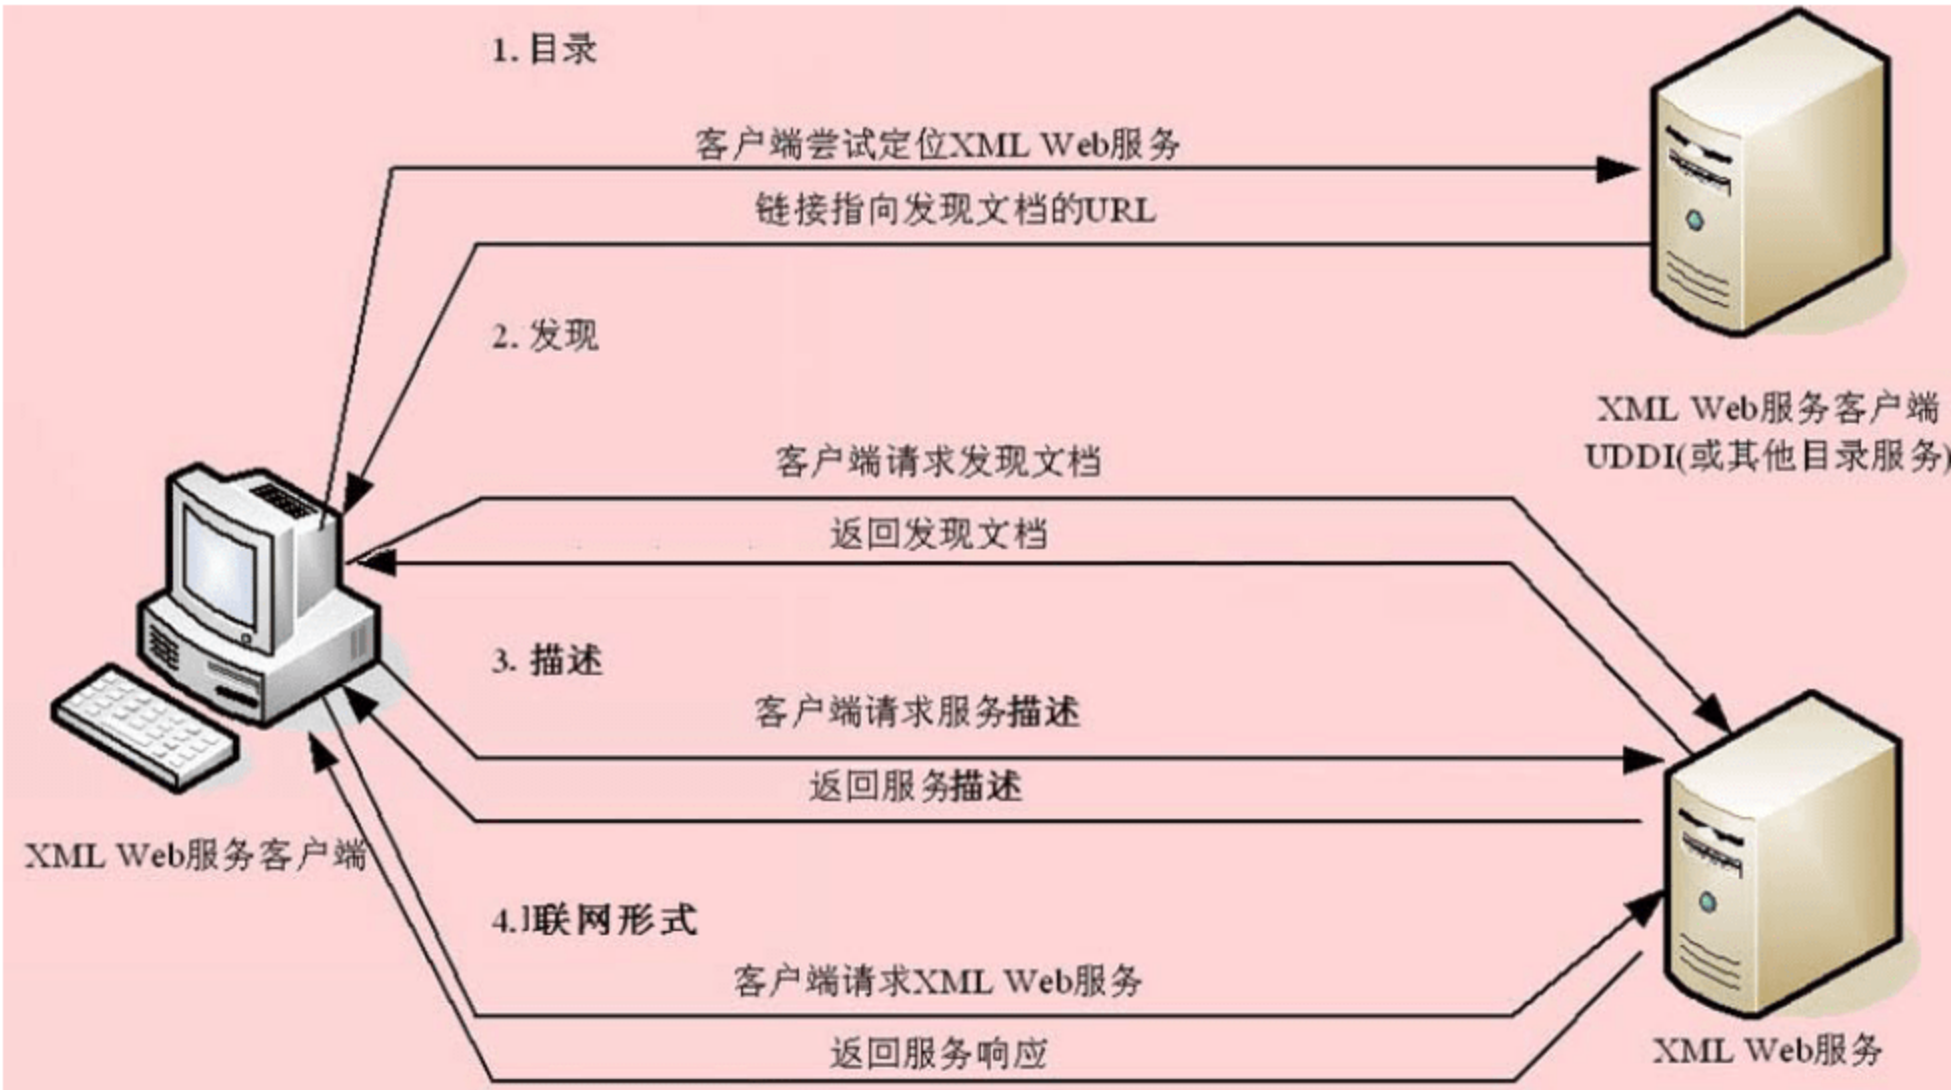 1. 目录
客户端尝试定位XML Web服务
链接指向发现文档的URL
2. 发现
XML Web服务客户端
UDDI(或其他目录服务)
客户端请求发现文档
返回发现文档
3. 描述
客户端请求服务描述
返回服务描述
XML Web服务客户端
4.联网形式
客户端请求XML Web服务
返回服务响应
XML Web服务